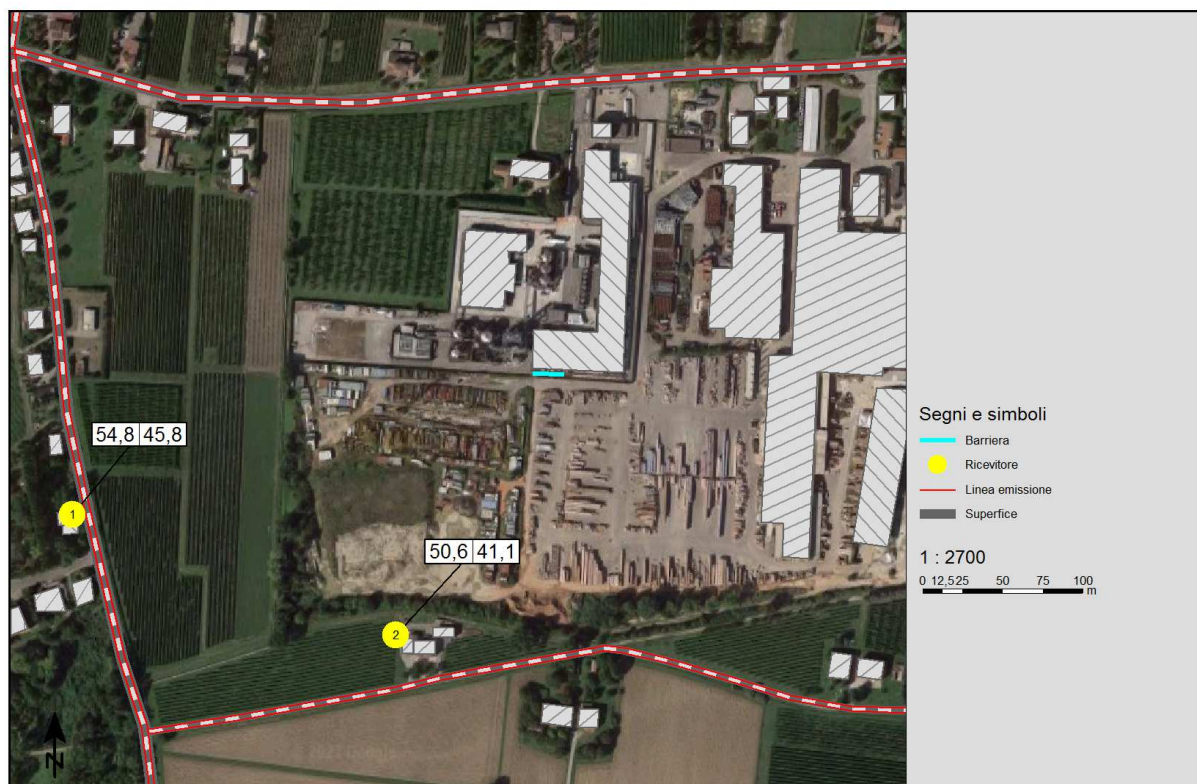 54,8 45,8
1
50,6 41,1
2
N
Segni e simboli
Barriera
Ricevitore
Linea emissione
Superfice
1 : 2700
0 12,525 50 75 100
m